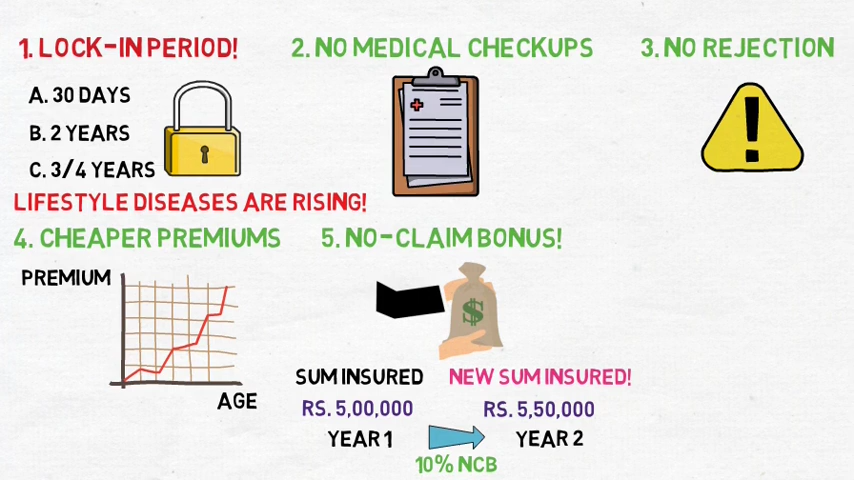 1. LOCK-IN PERIOD!
2. NO MEDICAL CHECKUPS
3. NO REJECTION
A. 30 DAYS
B. 2 YEARS
C. 3/4 YEARS
LIFESTYLE DISEASES ARE RISING!
4. CHEAPER PREMIUMS
5. NO-CLAIM BONUS!
PREMIUM
AGE
$
SUM INSURED
NEW SUM INSURED!
RS. 5,00,000
RS. 5,50,000
YEAR 1
YEAR 2
10% NCB